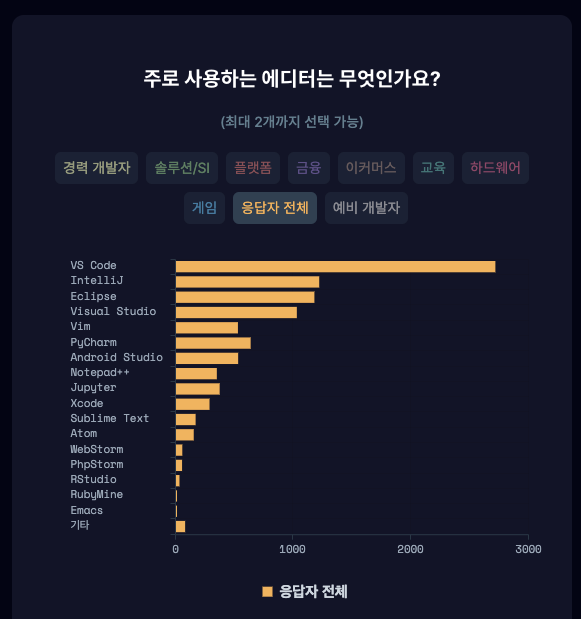 주로 사용하는 에디터는 무엇인가요?
(최대 2개까지 선택 가능)
경력 개발자 솔루션/SI 플랫폼 금융 이커머스 교육 하드웨어
게임 응답자 전체 예비 개발자
VS Code
IntelliJ
Eclipse
Visual Studio
Vim
PyCharm
Android Studio
Notepad++
Jupyter
Xcode
Sublime Text
Atom
WebStorm
PhpStorm
RStudio
RubyMine
Emacs
기타
0 1000 2000 3000
응답자 전체